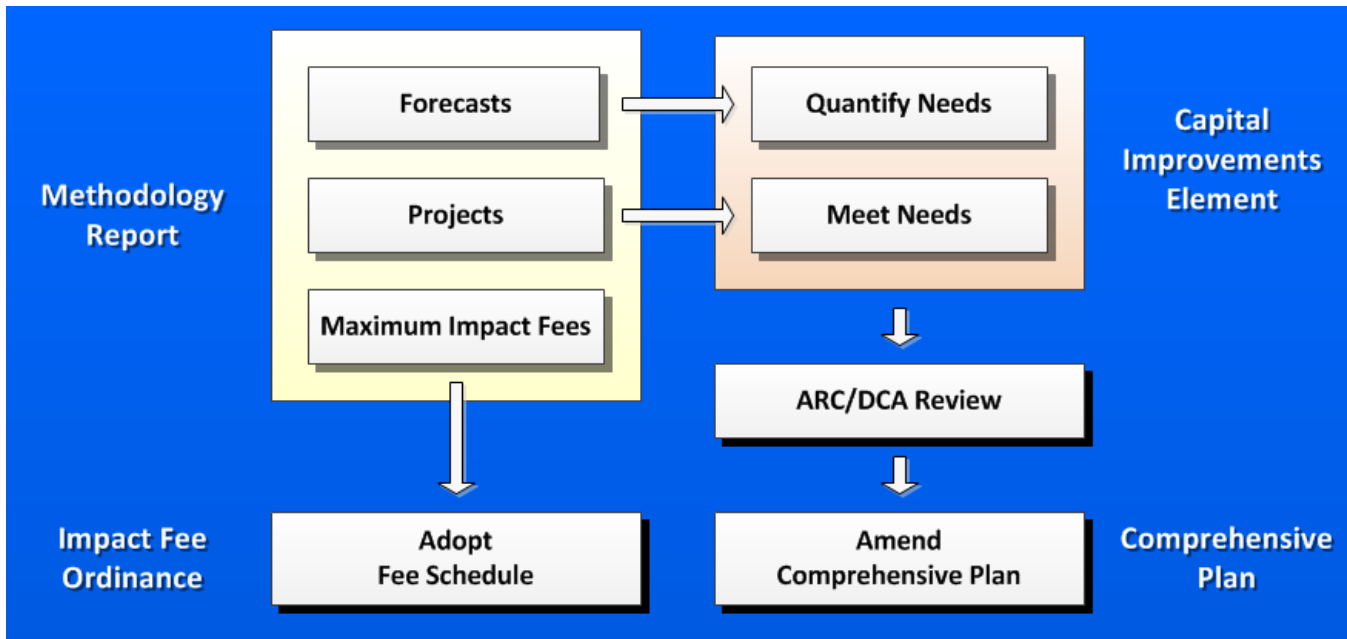 Methodology
Report
Forecasts
Projects
Maximum Impact Fees
Quantify Needs
Meet Needs
Capital
Improvements
Element
ARC/DCA Review
Impact Fee
Ordinance
Adopt
Fee Schedule
Amend
Comprehensive Plan
Comprehensive
Plan